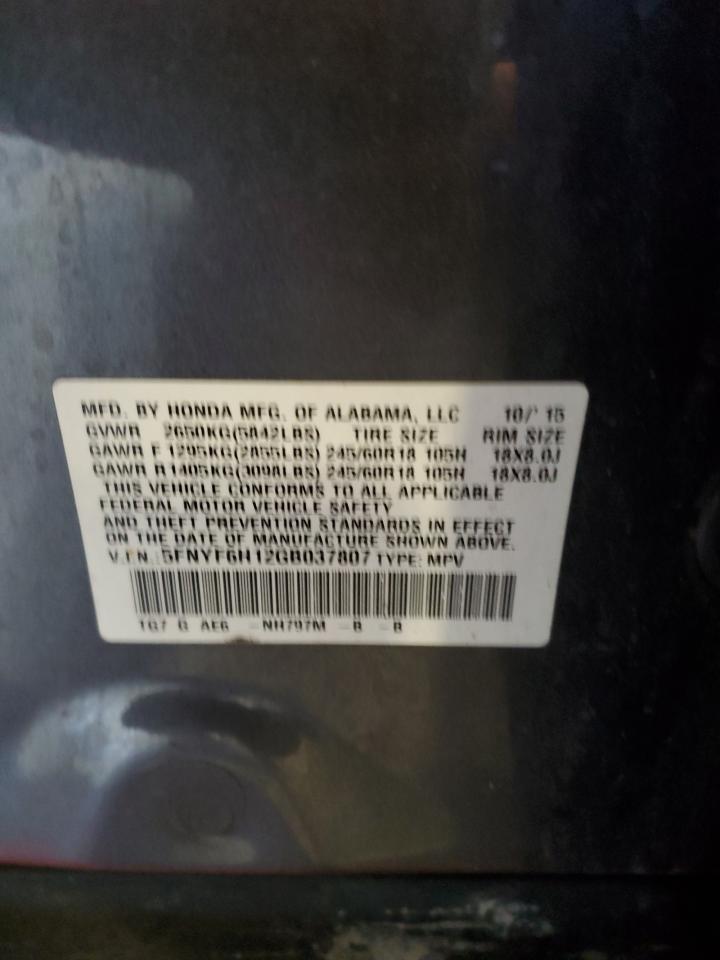 MFD. BY HONDA MFG. OF ALABAMA, LLC 10/'15
GVWR 2650KG(5842LBS) TIRE SIZE RIM SIZE
GAWR F 1295KG(2855LBS) 245/60R18 105H 18X8.0J
GAWR R 1405KG(3098LBS) 245/60R18 105H 18X8.0J
THIS VEHICLE CONFORMS TO ALL APPLICABLE
FEDERAL MOTOR VEHICLE SAFETY
AND THEFT PREVENTION STANDARDS IN EFFECT
ON THE DATE OF MANUFACTURE SHOWN ABOVE.
V.I.N.: 5FNYF6H12GB037807 TYPE: MPV
TG7 G AE6 -NH797M -B -B